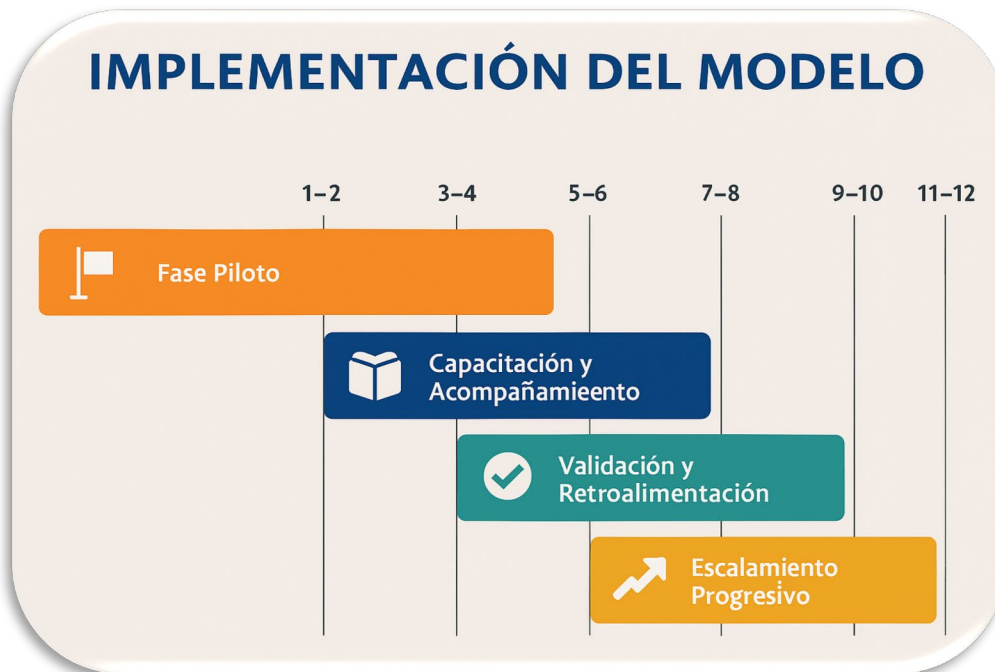 IMPLEMENTACIÓN DEL MODELO
1–2 3–4 5–6 7–8 9–10 11–12
Fase Piloto
Capacitación y
Acompañamieento
Validación y
Retroalimentación
Escalamiento
Progresivo